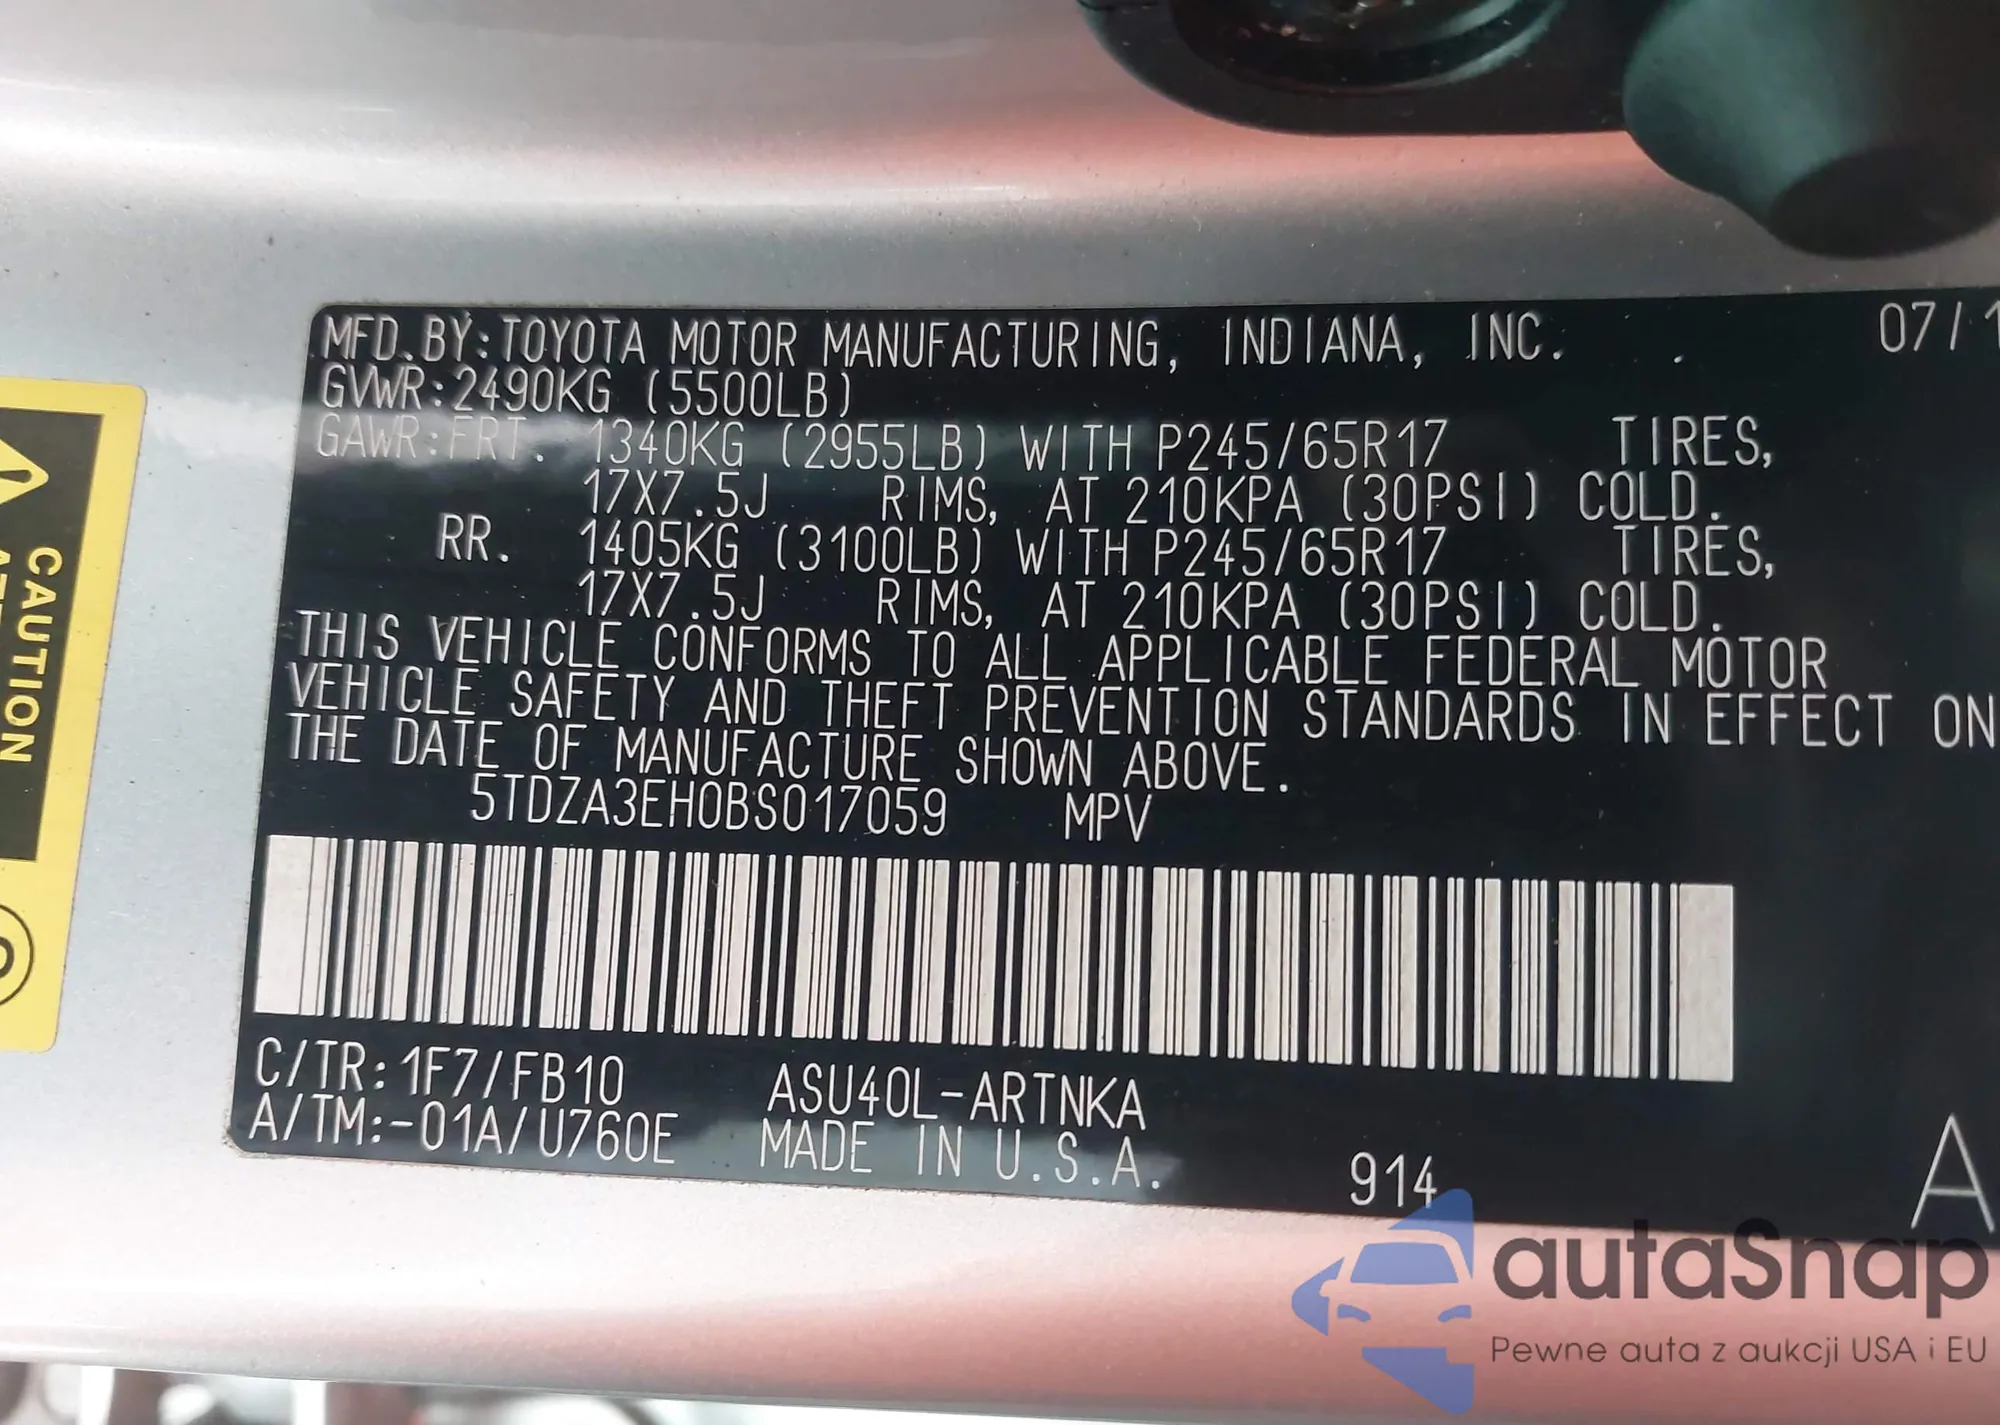 MFD.BY:TOYOTA MOTOR MANUFACTURING, INDIANA, INC. 07/1
GVWR:2490KG (5500LB)
GAWR:FRT. 1340KG (2955LB) WITH P245/65R17 TIRES,
17X7.5J RIMS, AT 210KPA (30PSI) COLD.
RR. 1405KG (3100LB) WITH P245/65R17 TIRES,
17X7.5J RIMS, AT 210KPA (30PSI) COLD.
THIS VEHICLE CONFORMS TO ALL APPLICABLE FEDERAL MOTOR
VEHICLE SAFETY AND THEFT PREVENTION STANDARDS IN EFFECT ON
THE DATE OF MANUFACTURE SHOWN ABOVE.
5TDZA3EH0BS017059 MPV
C/TR:1F7/FB10 ASU40L-ARTNKA
A/TM:-01A/U760E MADE IN U.S.A. 914 A
CAUTION
autaSnap
Pewne auta z aukcji USA i EU